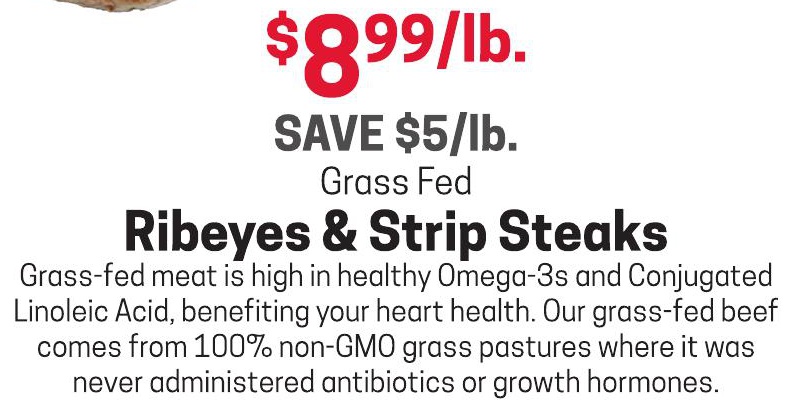 $8.99/lb.
SAVE $5/lb.
Grass Fed
Ribeyes & Strip Steaks
Grass-fed meat is high in healthy Omega-3s and Conjugated
Linoleic Acid, benefiting your heart health. Our grass-fed beef
comes from 100% non-GMO grass pastures where it was
never administered antibiotics or growth hormones.